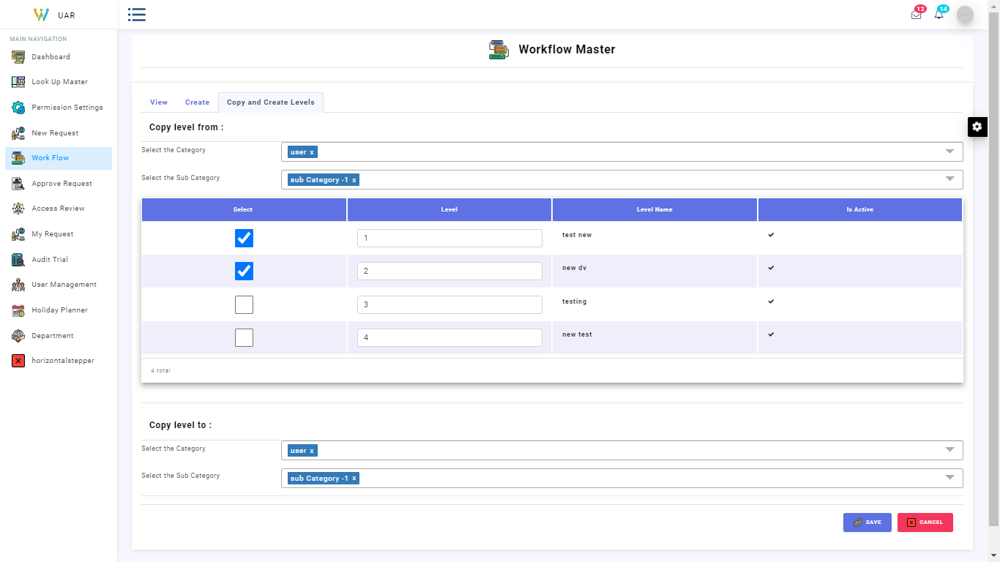 UAR
12
14
MAIN NAVIGATION
Dashboard
Look Up Master
Permission Settings
New Request
Work Flow
Approve Request
Access Review
My Request
Audit Trial
User Management
Holiday Planner
Department
horizontalstepper
Workflow Master
View Create Copy and Create Levels
Copy level from :
Select the Category user x
Select the Sub Category sub Category -1 x
Select Level Level Name Is Active
1 test new
2 new dv
3 testing
4 new test
4 total
Copy level to :
Select the Category user x
Select the Sub Category sub Category -1 x
SAVE CANCEL